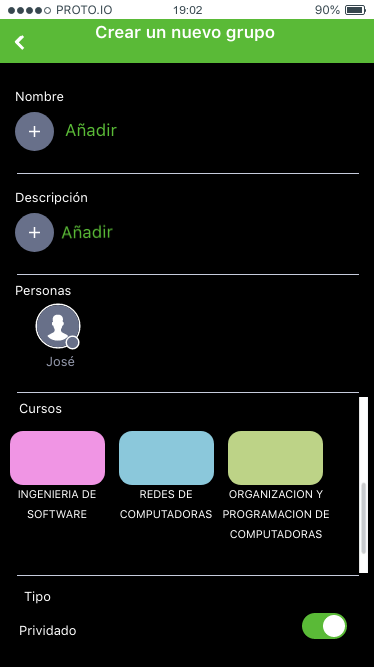 PROTO.IO 19:02 90%
Crear un nuevo grupo
Nombre
+ Añadir
Descripción
+ Añadir
Personas
José
Cursos
INGENIERIA DE SOFTWARE
REDES DE COMPUTADORAS
ORGANIZACION Y PROGRAMACION DE COMPUTADORAS
Tipo
Prividado